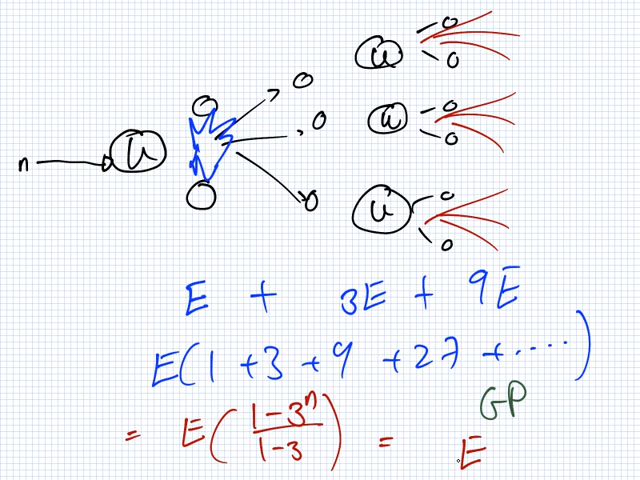 O
U O
O
O
O U O
n → U O
O O
U O
O
E + 3E + 9E
E(1 + 3 + 9 + 27 + ....)
GP
= E((1 - 3^n)/(1 - 3)) = E